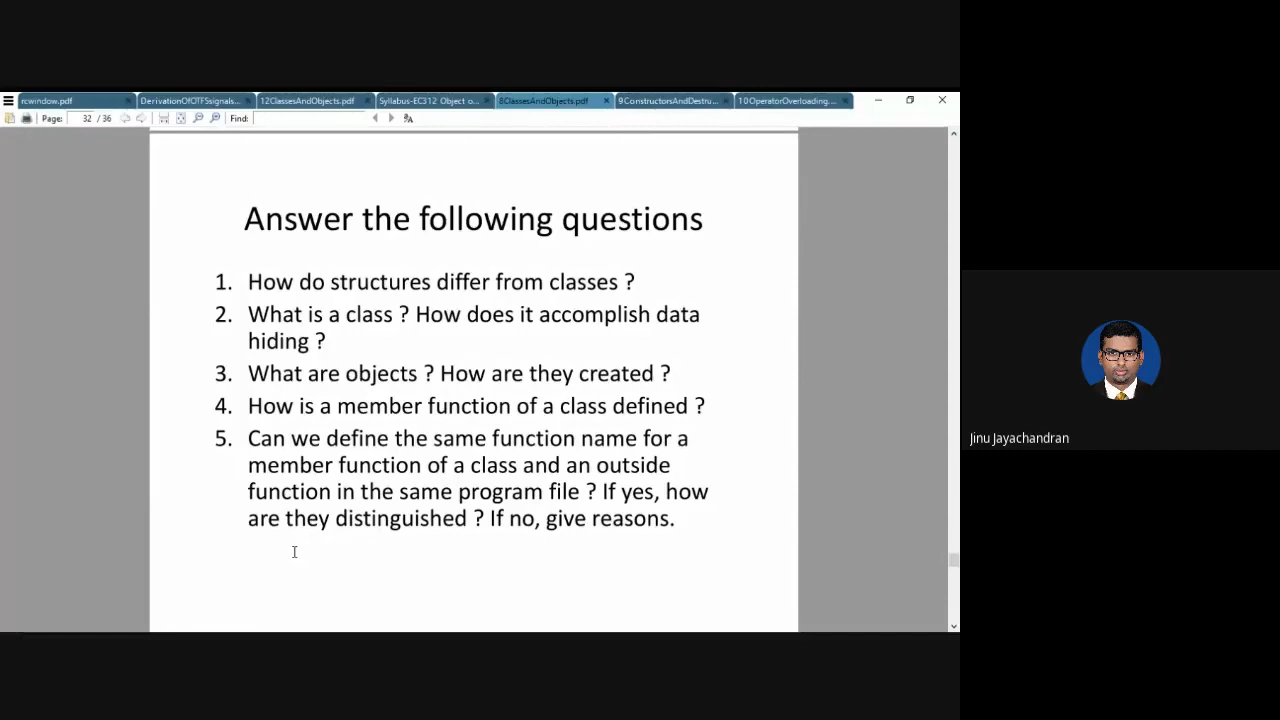 rcwindow.pdf
DerivationOfOTFSsignals...
12ClassesAndObjects.pdf
Syllabus-EC312 Object o...
8ClassesAndObjects.pdf
9ConstructorsAndDestru...
10OperatorOverloading....
Page: 32 / 36
Find:
Answer the following questions
1. How do structures differ from classes ?
2. What is a class ? How does it accomplish data
hiding ?
3. What are objects ? How are they created ?
4. How is a member function of a class defined ?
5. Can we define the same function name for a
member function of a class and an outside
function in the same program file ? If yes, how
are they distinguished ? If no, give reasons.
Jinu Jayachandran